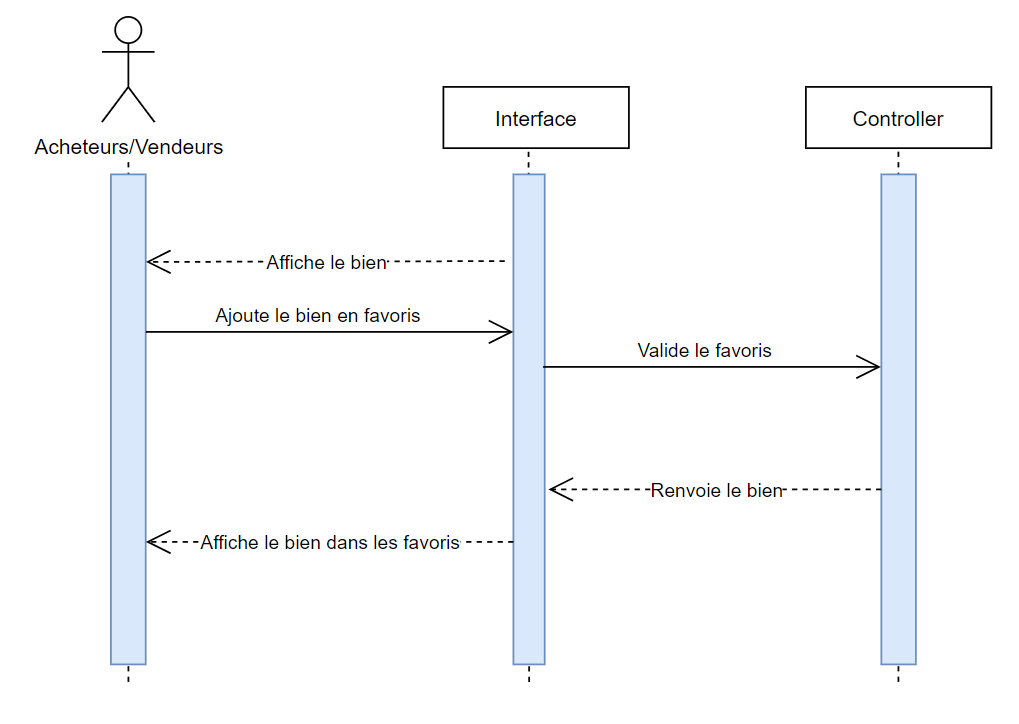 Acheteurs/Vendeurs
Interface
Controller
Affiche le bien
Ajoute le bien en favoris
Valide le favoris
Renvoie le bien
Affiche le bien dans les favoris